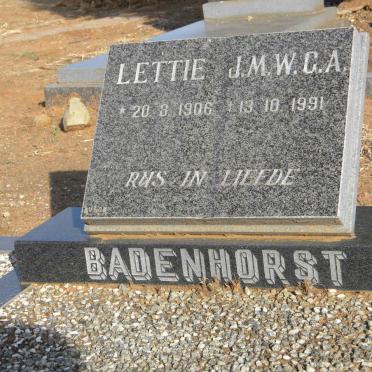 LETTIE J.M.W.C.A.
* 20.8.1906 † 13.10.1991
RUS IN LIEFDE
BADENHORST